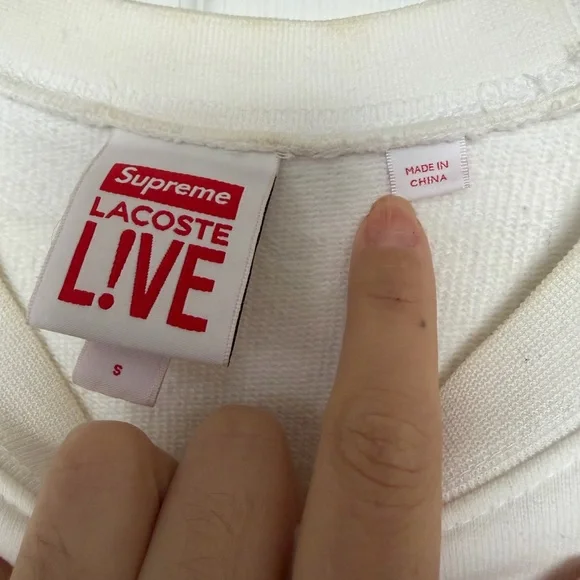 Supreme
LACOSTE
L!VE
S
MADE IN
CHINA